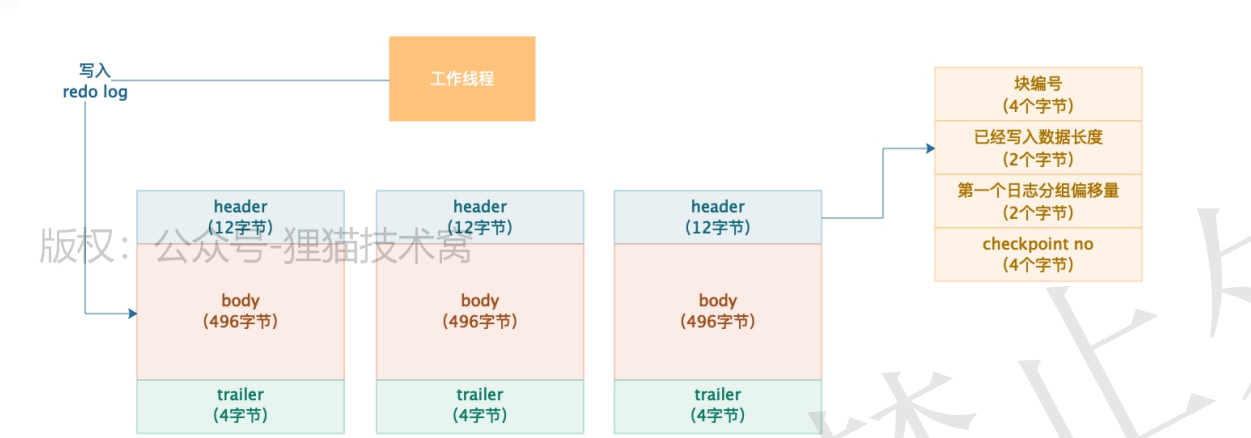 写入
redo log
工作线程
块编号
(4个字节)
已经写入数据长度
(2个字节)
第一个日志分组偏移量
(2个字节)
checkpoint no
(4个字节)
header
(12字节)
body
(496字节)
trailer
(4字节)
header
(12字节)
body
(496字节)
trailer
(4字节)
header
(12字节)
body
(496字节)
trailer
(4字节)
版权：公众号-狸猫技术窝
禁止